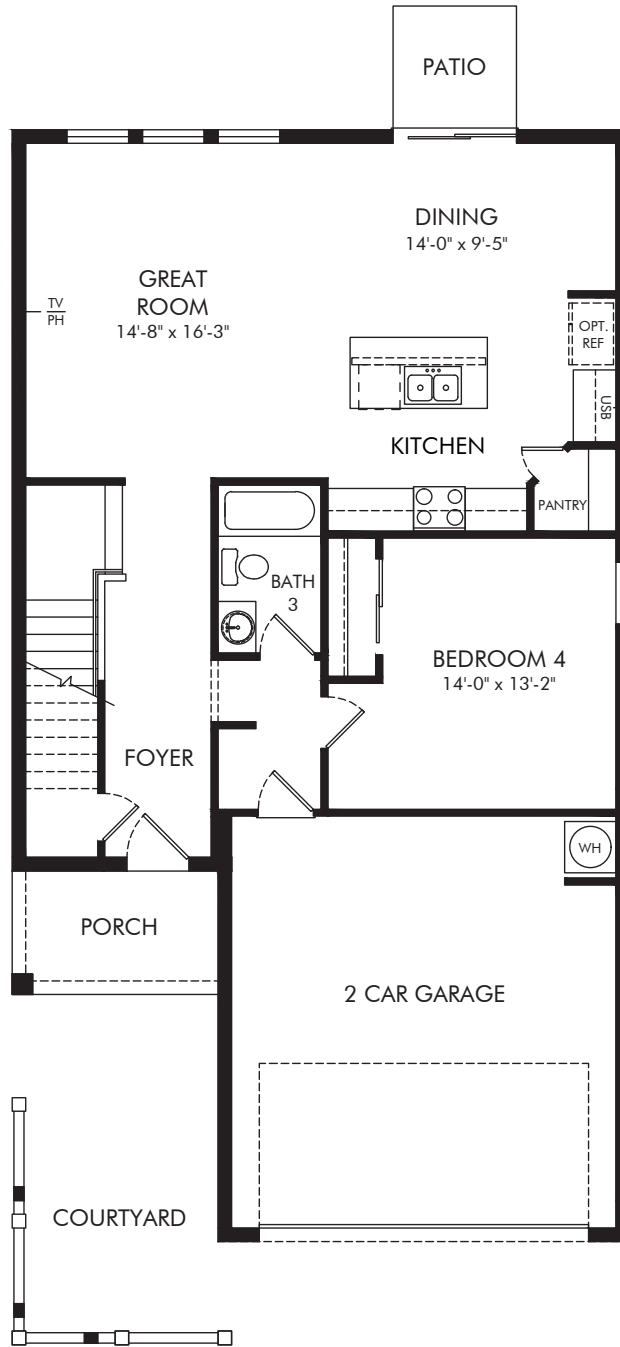 PATIO
DINING
14'-0" x 9'-5"
GREAT
ROOM
14'-8" x 16'-3"
TV
PH
OPT.
REF
USB
KITCHEN
PANTRY
BATH
3
BEDROOM 4
14'-0" x 13'-2"
FOYER
WH
PORCH
2 CAR GARAGE
COURTYARD